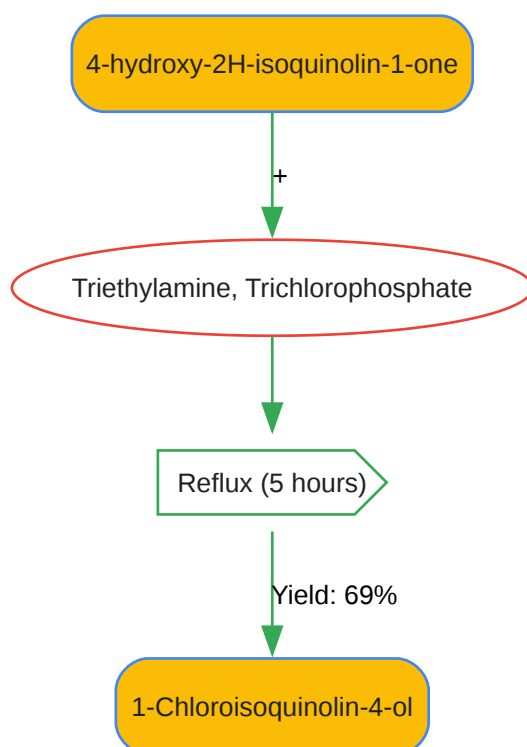 4-hydroxy-2H-isoquinolin-1-one
+
Triethylamine, Trichlorophosphate
Reflux (5 hours)
Yield: 69%
1-Chloroisoquinolin-4-ol